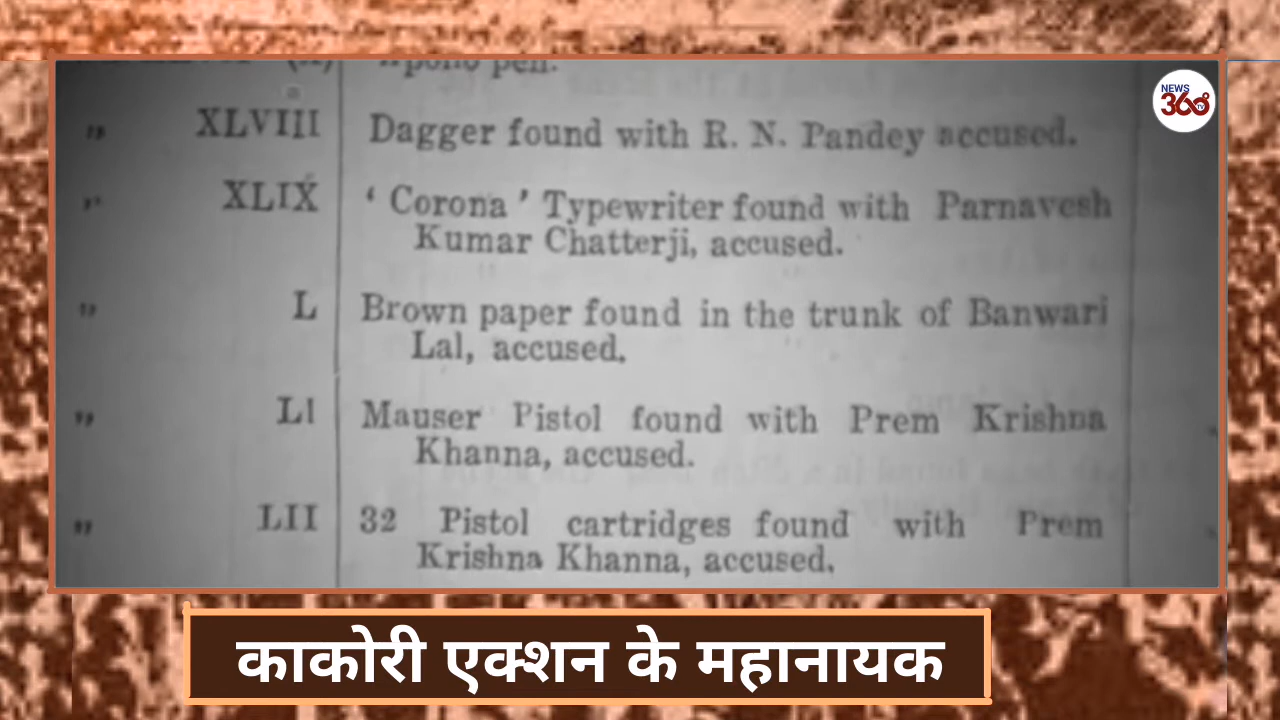 NEWS
360
TV
pen.
„ XLVIII Dagger found with R. N. Pandey accused.
„ XLIX ‘ Corona ’ Typewriter found with Parnavesh
Kumar Chatterji, accused.
„ L Brown paper found in the trunk of Banwari
Lal, accused.
„ LI Mauser Pistol found with Prem Krishna
Khanna, accused.
„ LII 32 Pistol cartridges found with Prem
Krishna Khanna, accused.
काकोरी एक्शन के महानायक